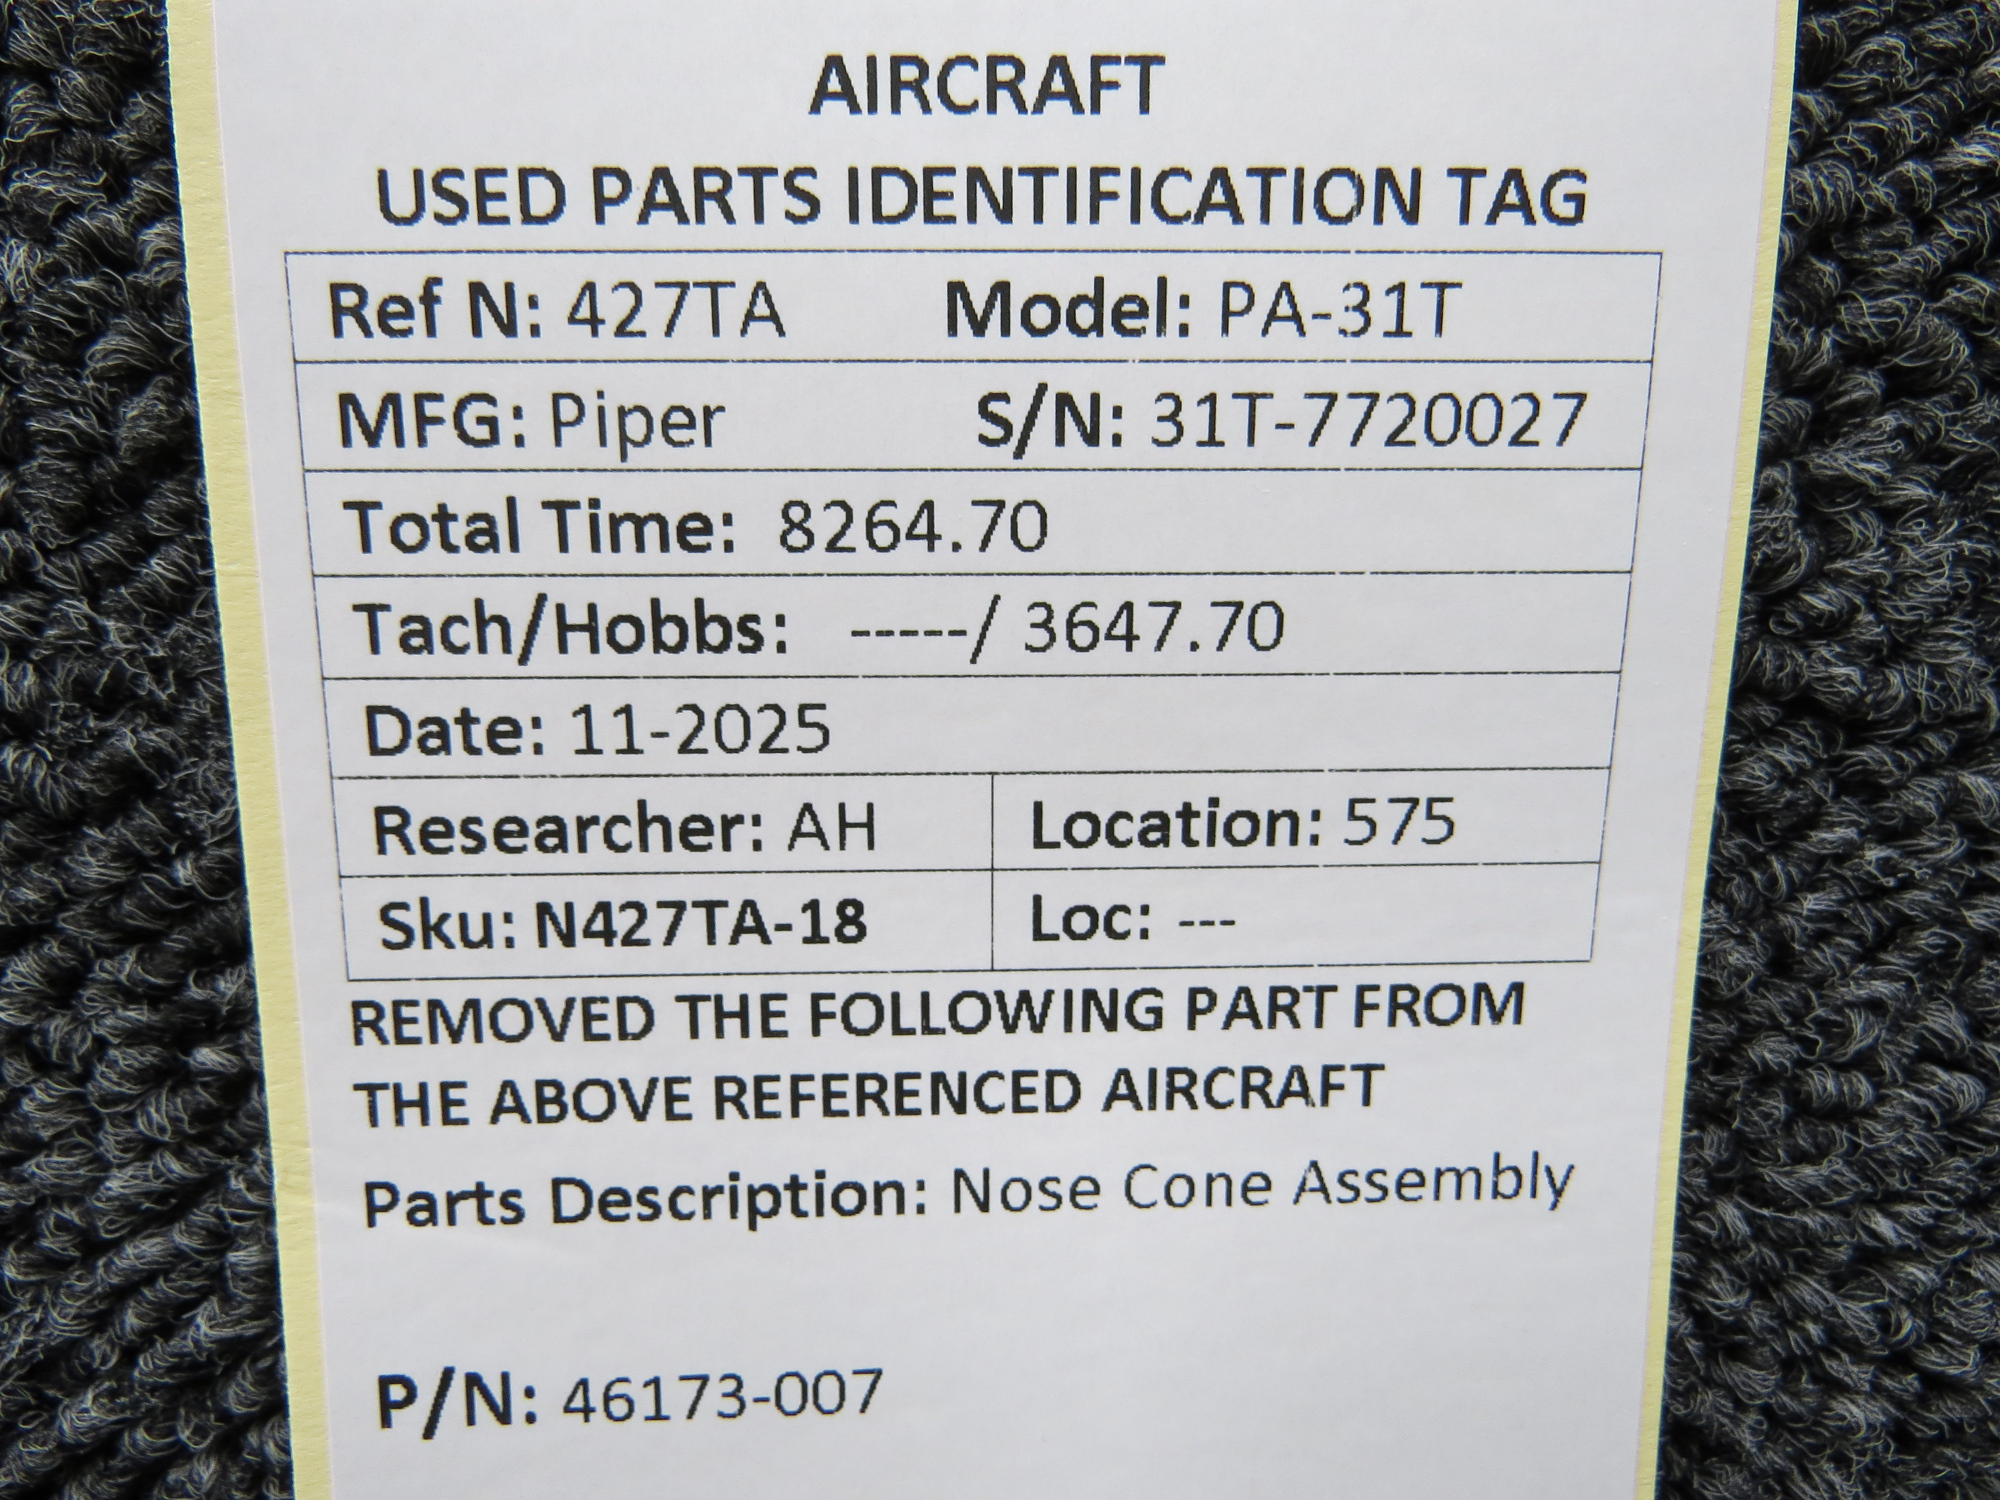 AIRCRAFT
USED PARTS IDENTIFICATION TAG
Ref N: 427TA Model: PA-31T
MFG: Piper S/N: 31T-7720027
Total Time: 8264.70
Tach/Hobbs: -----/ 3647.70
Date: 11-2025
Researcher: AH Location: 575
Sku: N427TA-18 Loc: ---
REMOVED THE FOLLOWING PART FROM
THE ABOVE REFERENCED AIRCRAFT
Parts Description: Nose Cone Assembly
P/N: 46173-007